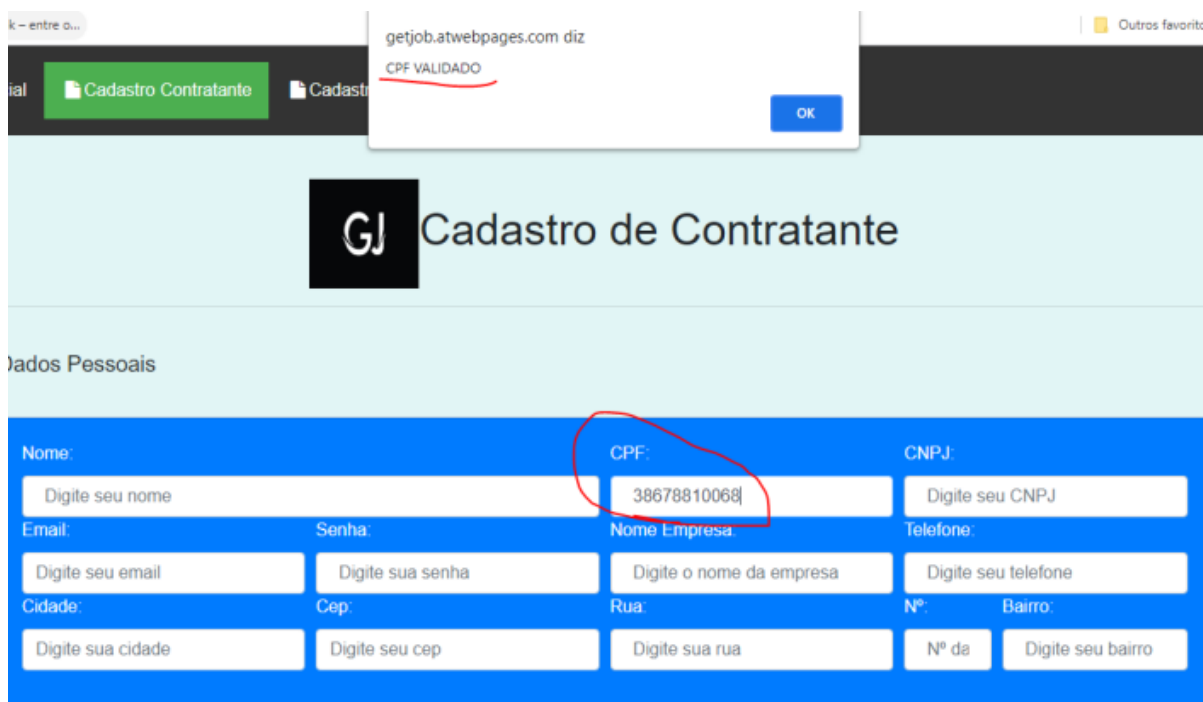 k – entre o...
Outros favorito
getjob.atwebpages.com diz
CPF VALIDADO
OK
ial
Cadastro Contratante
Cadastr
GJ
Cadastro de Contratante
Dados Pessoais
Nome:
CPF:
CNPJ:
Digite seu nome
38678810068
Digite seu CNPJ
Email:
Senha:
Nome Empresa:
Telefone:
Digite seu email
Digite sua senha
Digite o nome da empresa
Digite seu telefone
Cidade:
Cep:
Rua:
Nº:
Bairro:
Digite sua cidade
Digite seu cep
Digite sua rua
Nº da
Digite seu bairro